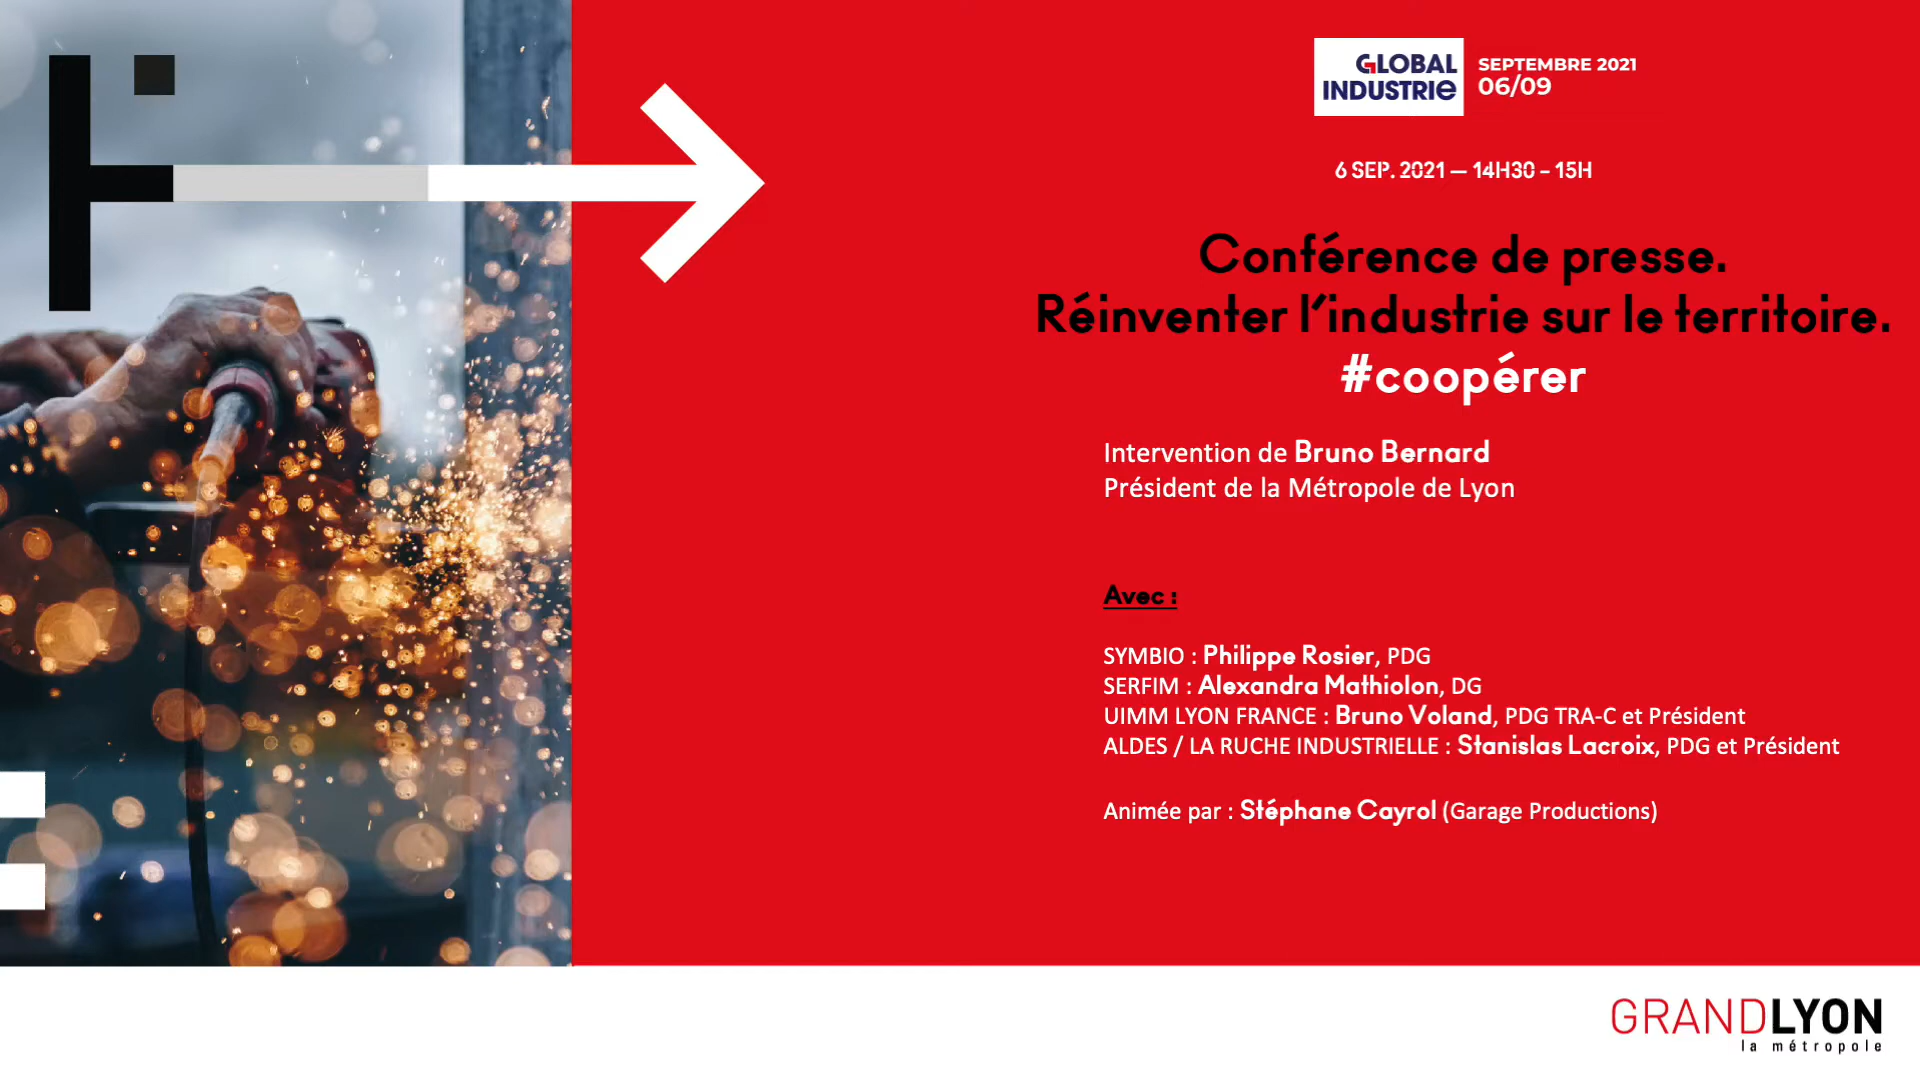 GLOBAL
INDUSTRIE
SEPTEMBRE 2021
06/09
6 SEP. 2021 — 14H30 - 15H
Conférence de presse.
Réinventer l'industrie sur le territoire.
#coopérer
Intervention de Bruno Bernard
Président de la Métropole de Lyon
Avec :
SYMBIO : Philippe Rosier, PDG
SERFIM : Alexandra Mathiolon, DG
UIMM LYON FRANCE : Bruno Voland, PDG TRA-C et Président
ALDES / LA RUCHE INDUSTRIELLE : Stanislas Lacroix, PDG et Président
Animée par : Stéphane Cayrol (Garage Productions)
GRANDLYON
la métropole